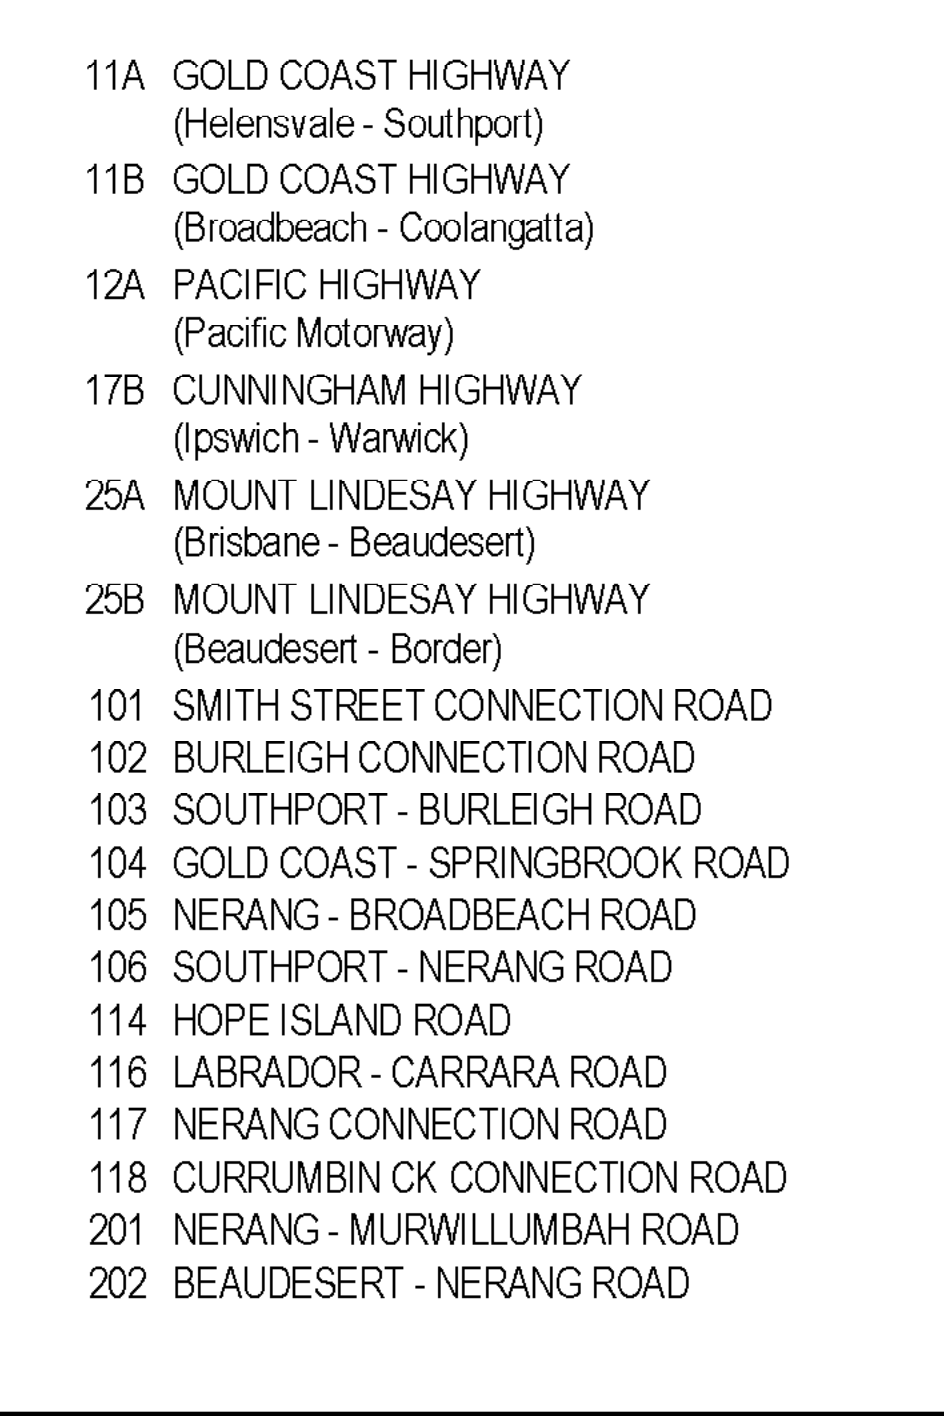 11A GOLD COAST HIGHWAY
(Helensvale - Southport)
11B GOLD COAST HIGHWAY
(Broadbeach - Coolangatta)
12A PACIFIC HIGHWAY
(Pacific Motorway)
17B CUNNINGHAM HIGHWAY
(Ipswich - Warwick)
25A MOUNT LINDESAY HIGHWAY
(Brisbane - Beaudesert)
25B MOUNT LINDESAY HIGHWAY
(Beaudesert - Border)
101 SMITH STREET CONNECTION ROAD
102 BURLEIGH CONNECTION ROAD
103 SOUTHPORT - BURLEIGH ROAD
104 GOLD COAST - SPRINGBROOK ROAD
105 NERANG - BROADBEACH ROAD
106 SOUTHPORT - NERANG ROAD
114 HOPE ISLAND ROAD
116 LABRADOR - CARRARA ROAD
117 NERANG CONNECTION ROAD
118 CURRUMBIN CK CONNECTION ROAD
201 NERANG - MURWILLUMBAH ROAD
202 BEAUDESERT - NERANG ROAD